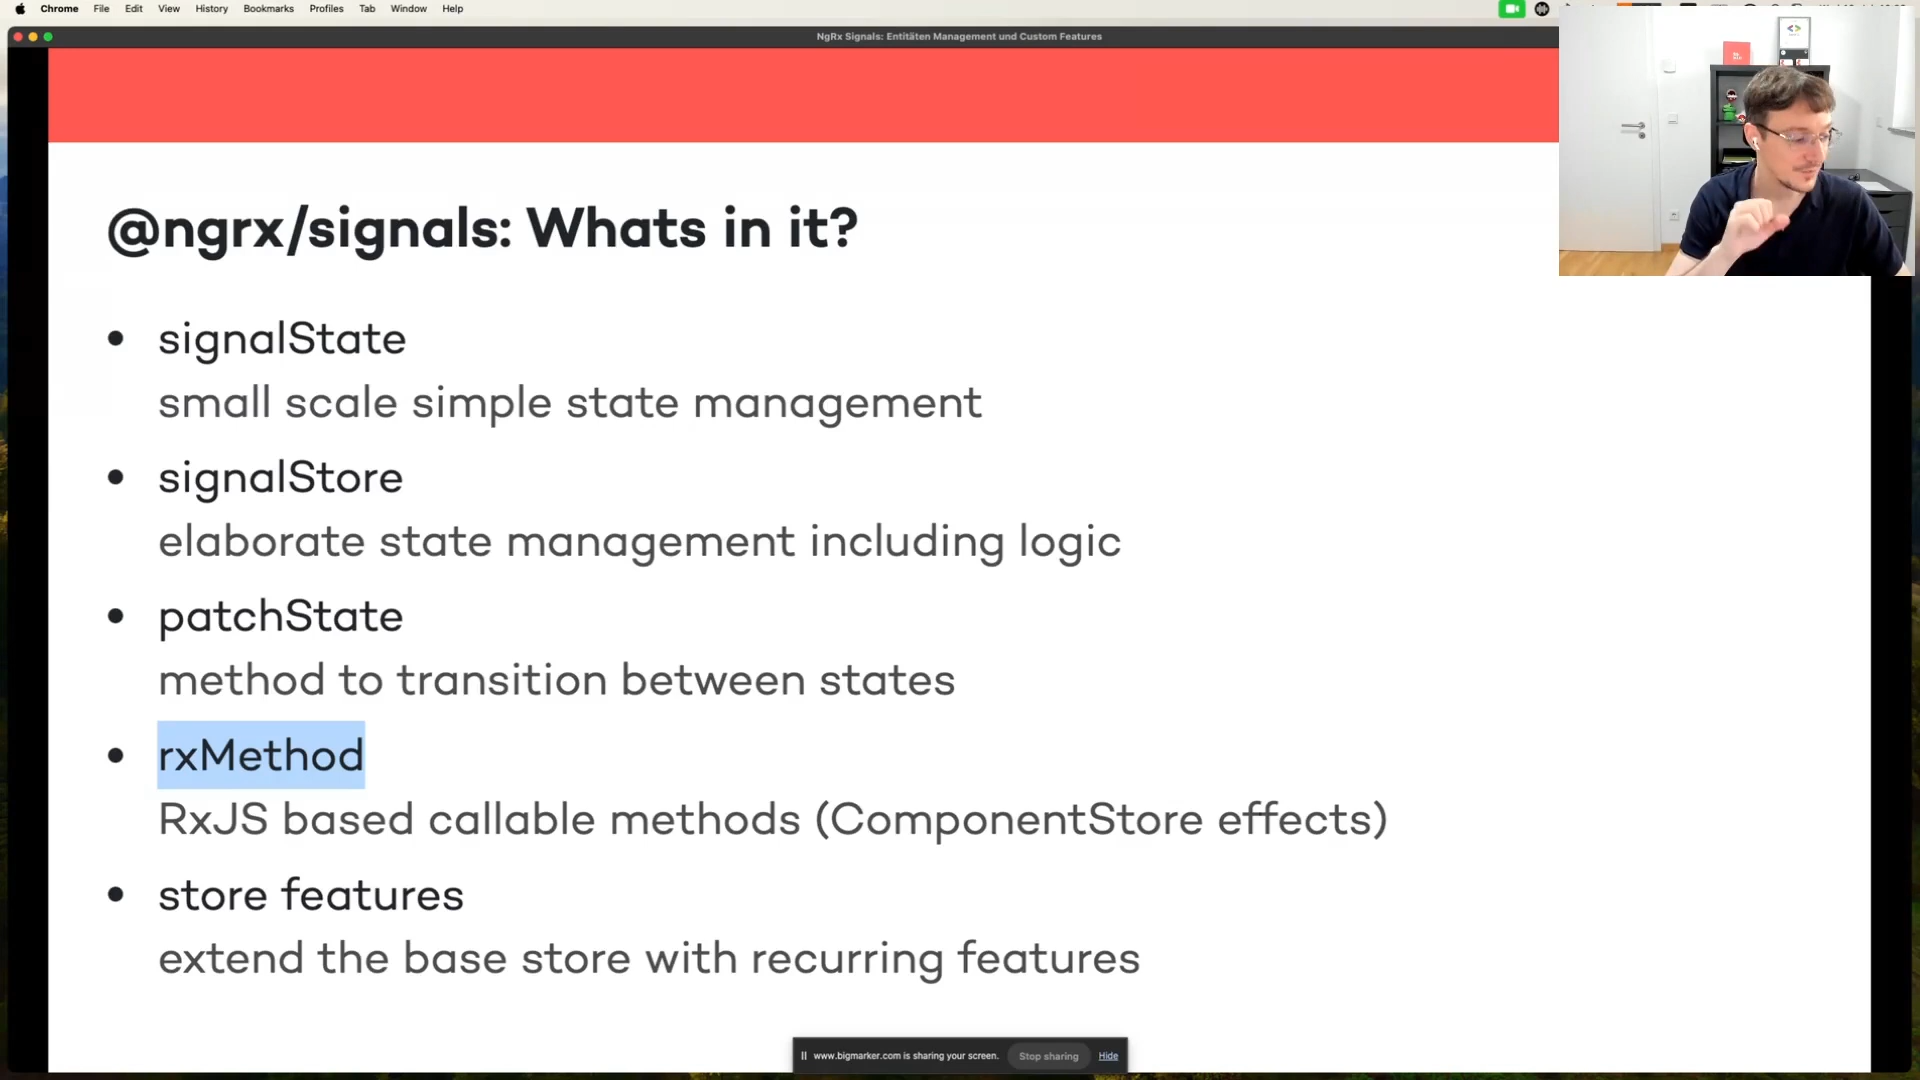 Chrome File Edit View History Bookmarks Profiles Tab Window Help
NgRx Signals: Entitäten Management und Custom Features
@ngrx/signals: Whats in it?
signalState
small scale simple state management
signalStore
elaborate state management including logic
patchState
method to transition between states
rxMethod
RxJS based callable methods (ComponentStore effects)
store features
extend the base store with recurring features
www.bigmarker.com is sharing your screen. Stop sharing Hide